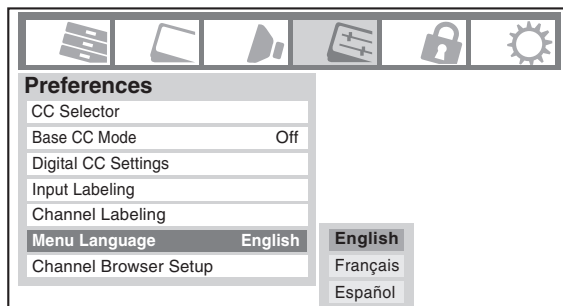 Preferences
CC Selector
Base CC Mode Off
Digital CC Settings
Input Labeling
Channel Labeling
Menu Language English
Channel Browser Setup
English
Français
Español